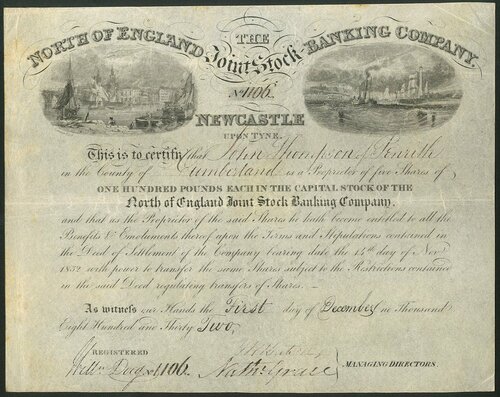 THE
NORTH OF ENGLAND Joint Stock BANKING COMPANY.
No 1106
NEWCASTLE
UPON TYNE.
This is to certify that John Thompson of Penrith
in the County of Cumberland is a Proprietor of five Shares of
ONE HUNDRED POUNDS EACH IN THE CAPITAL STOCK OF THE
North of England Joint Stock Banking Company.
and that as the Proprietor of the said Shares he hath become entitled to all the
Benefits & Emoluments thereof upon the Terms and Stipulations contained in
the Deed of Settlement of the Company bearing date the 14th day of Novr
1832 with power to transfer the same Shares subject to the Restrictions contained
in the said Deed regulating transfers of Shares.
As witness our Hands the First day of December one Thousand
Eight Hundred and Thirty Two.
REGISTERED
1106. Nathl Grace MANAGING DIRECTORS